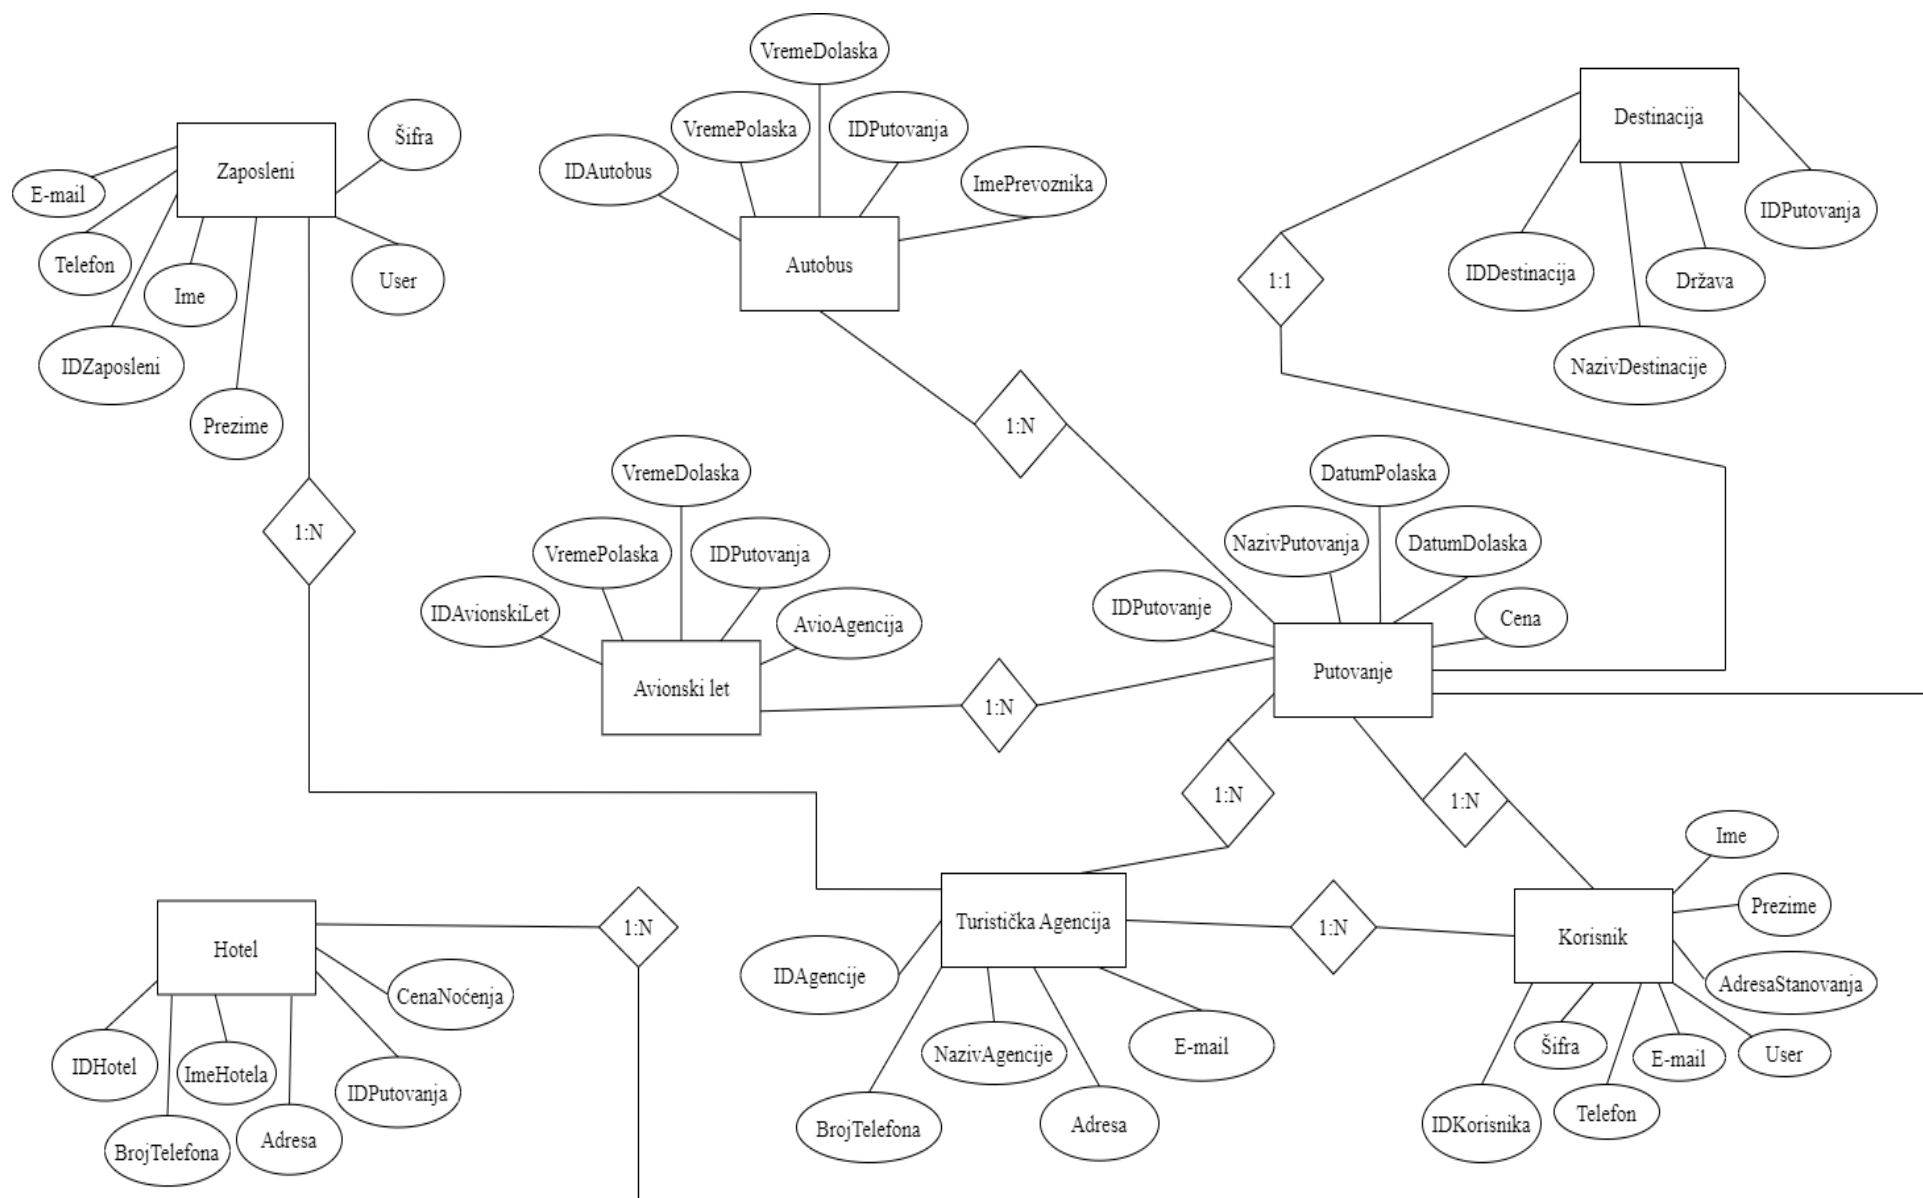 VremeDolaska
VremePolaska
IDPutovanja
IDAutobus
ImePrevoznika
Autobus
Destinacija
IDPutovanja
IDDestinacija
Država
NazivDestinacije
1:1
Šifra
Zaposleni
E-mail
Telefon
Ime
User
IDZaposleni
Prezime
1:N
1:N
VremeDolaska
VremePolaska
IDPutovanja
IDAvionskiLet
AvioAgencija
Avionski let
1:N
DatumPolaska
NazivPutovanja
DatumDolaska
IDPutovanje
Cena
Putovanje
1:N
1:N
Hotel
1:N
CenaNoćenja
IDHotel
ImeHotela
IDPutovanja
BrojTelefona
Adresa
Turistička Agencija
1:N
IDAgencije
NazivAgencije
E-mail
BrojTelefona
Adresa
Korisnik
Ime
Prezime
AdresaStanovanja
Šifra
E-mail
User
IDKorisnika
Telefon